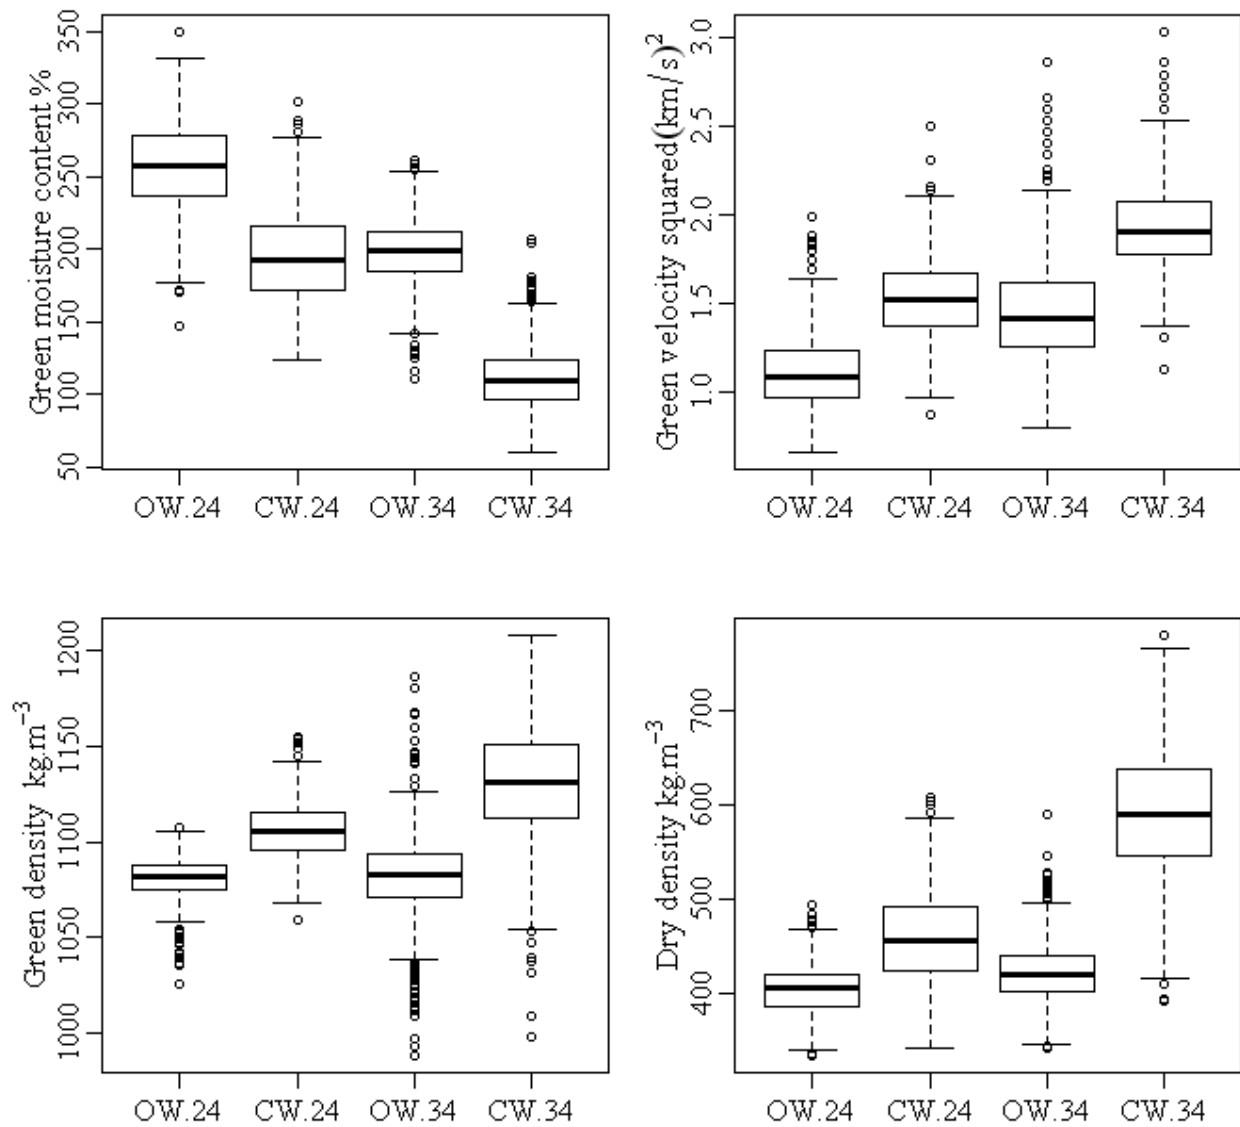 Green moisture content %
350
300
250
200
150
100
50
OW.24 CW.24 OW.34 CW.34
Green velocity squared(km/s)²
3.0
2.5
2.0
1.5
1.0
OW.24 CW.24 OW.34 CW.34
Green density kg.m⁻³
1200
1150
1100
1050
1000
OW.24 CW.24 OW.34 CW.34
Dry density kg.m⁻³
700
600
500
400
OW.24 CW.24 OW.34 CW.34